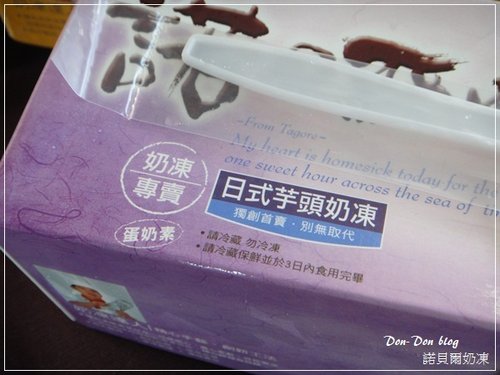 諾
~From Tagore~
My heart is homesick today for th
one sweet hour across the sea of
奶凍
專賣
日式芋頭奶凍
獨創首賣·別無取代
蛋奶素
•請冷藏 勿冷凍
•請冷藏保鮮並於3日內食用完畢
Don-Don blog
諾貝爾奶凍